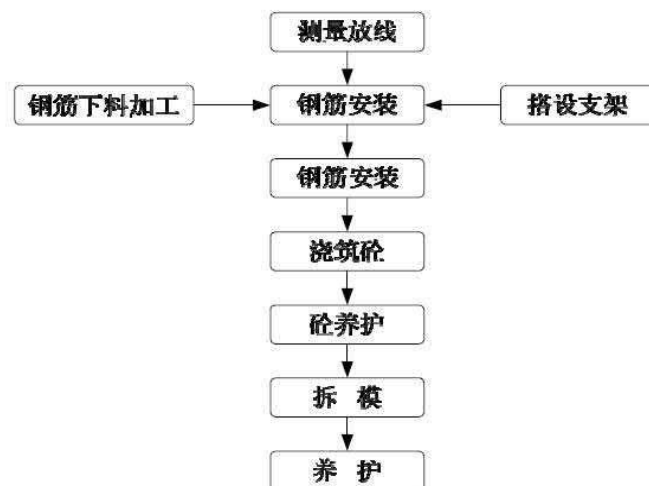 测量放线
钢筋下料加工
钢筋安装
搭设支架
钢筋安装
浇筑砼
砼养护
拆 模
养 护